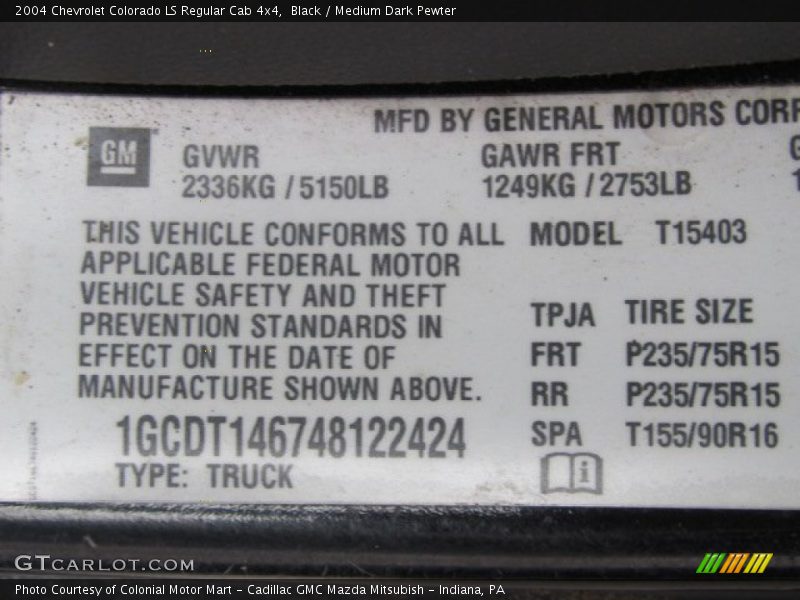 2004 Chevrolet Colorado LS Regular Cab 4x4, Black / Medium Dark Pewter
MFD BY GENERAL MOTORS CORP
GM
GVWR GAWR FRT G
2336KG / 5150LB 1249KG / 2753LB 1
THIS VEHICLE CONFORMS TO ALL MODEL T15403
APPLICABLE FEDERAL MOTOR
VEHICLE SAFETY AND THEFT
TPJA TIRE SIZE
PREVENTION STANDARDS IN
EFFECT ON THE DATE OF FRT P235/75R15
MANUFACTURE SHOWN ABOVE. RR P235/75R15
1GCDT146748122424 SPA T155/90R16
TYPE: TRUCK
GTCARLOT.COM
Photo Courtesy of Colonial Motor Mart - Cadillac GMC Mazda Mitsubish - Indiana, PA